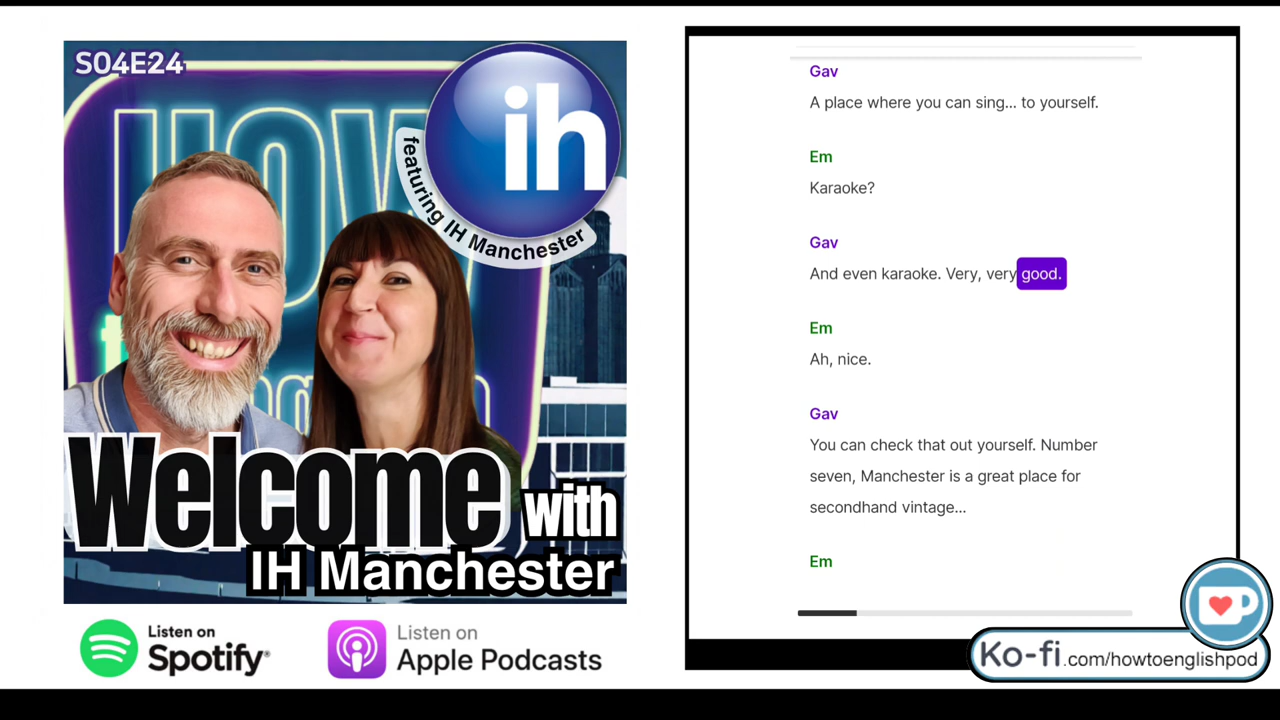 S04E24
HOW
ih
featuring IH Manchester
Welcome
with
IH Manchester
Listen on
Spotify
Listen on
Apple Podcasts
Gav
A place where you can sing... to yourself.
Em
Karaoke?
Gav
And even karaoke. Very, very good.
Em
Ah, nice.
Gav
You can check that out yourself. Number
seven, Manchester is a great place for
secondhand vintage...
Em
Ko-fi.com/howtoenglishpod